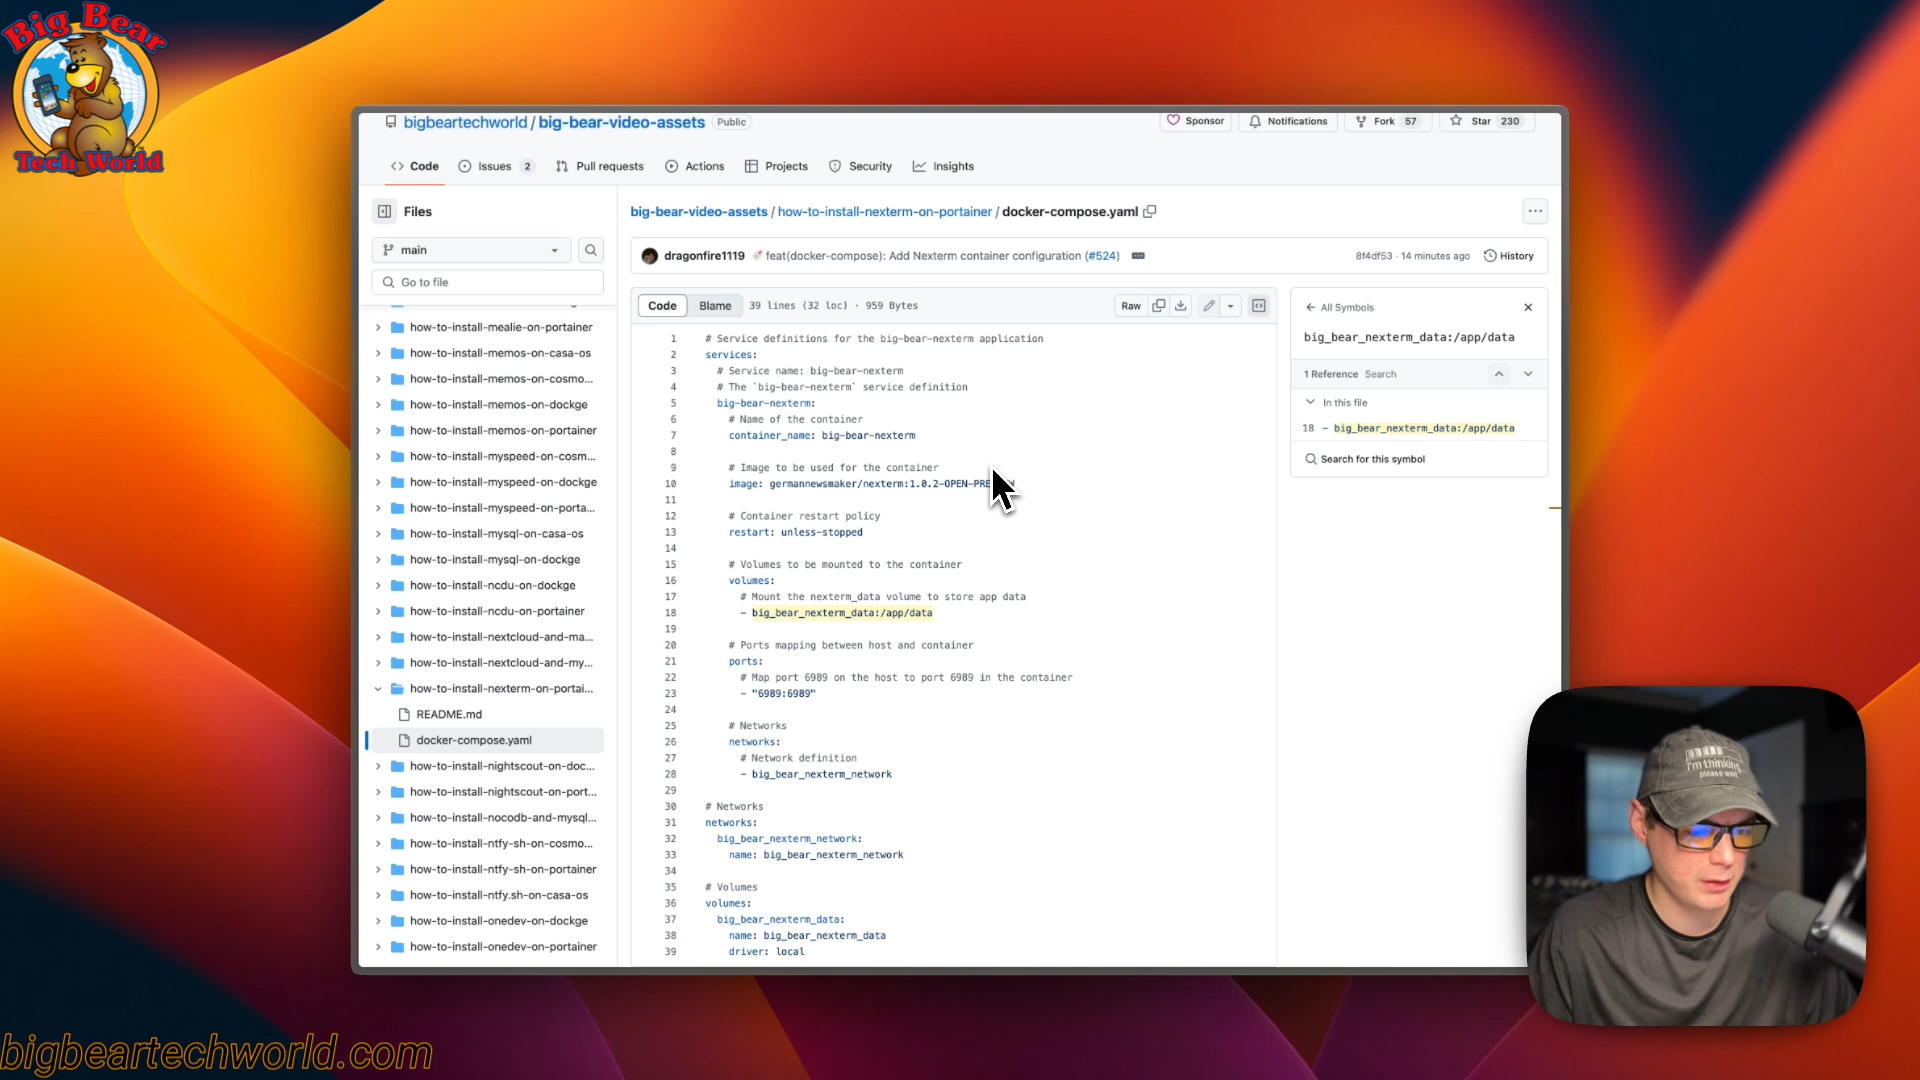 Big Bear
Tech World
bigbeartechworld / big-bear-video-assets Public
Sponsor
Notifications
Fork 57
Star 230
Code
Issues 2
Pull requests
Actions
Projects
Security
Insights
Files
main
Go to file
how-to-install-mealie-on-portainer
how-to-install-memos-on-casa-os
how-to-install-memos-on-cosmo...
how-to-install-memos-on-dockge
how-to-install-memos-on-portainer
how-to-install-myspeed-on-cosm...
how-to-install-myspeed-on-dockge
how-to-install-myspeed-on-porta...
how-to-install-mysql-on-casa-os
how-to-install-mysql-on-dockge
how-to-install-ncdu-on-dockge
how-to-install-ncdu-on-portainer
how-to-install-nextcloud-and-ma...
how-to-install-nextcloud-and-my...
how-to-install-nexterm-on-portai...
README.md
docker-compose.yaml
how-to-install-nightscout-on-doc...
how-to-install-nightscout-on-port...
how-to-install-nocodb-and-mysql...
how-to-install-ntfy-sh-on-cosmo...
how-to-install-ntfy-sh-on-portainer
how-to-install-ntfy.sh-on-casa-os
how-to-install-onedev-on-dockge
how-to-install-onedev-on-portainer
big-bear-video-assets / how-to-install-nexterm-on-portainer / docker-compose.yaml
dragonfire1119 feat(docker-compose): Add Nexterm container configuration (#524)
8f4df53 · 14 minutes ago
History
Code Blame 39 lines (32 loc) · 959 Bytes
Raw
1 # Service definitions for the big-bear-nexterm application
2 services:
3 # Service name: big-bear-nexterm
4 # The `big-bear-nexterm` service definition
5 big-bear-nexterm:
6 # Name of the container
7 container_name: big-bear-nexterm
8
9 # Image to be used for the container
10 image: germannewsmaker/nexterm:1.0.2-OPEN-PRE
11
12 # Container restart policy
13 restart: unless-stopped
14
15 # Volumes to be mounted to the container
16 volumes:
17 # Mount the nexterm_data volume to store app data
18 - big_bear_nexterm_data:/app/data
19
20 # Ports mapping between host and container
21 ports:
22 # Map port 6989 on the host to port 6989 in the container
23 - "6989:6989"
24
25 # Networks
26 networks:
27 # Network definition
28 - big_bear_nexterm_network
29
30 # Networks
31 networks:
32 big_bear_nexterm_network:
33 name: big_bear_nexterm_network
34
35 # Volumes
36 volumes:
37 big_bear_nexterm_data:
38 name: big_bear_nexterm_data
39 driver: local
All Symbols
big_bear_nexterm_data:/app/data
1 Reference Search
In this file
18 - big_bear_nexterm_data:/app/data
Search for this symbol
I'm thinking
please wait
bigbeartechworld.com